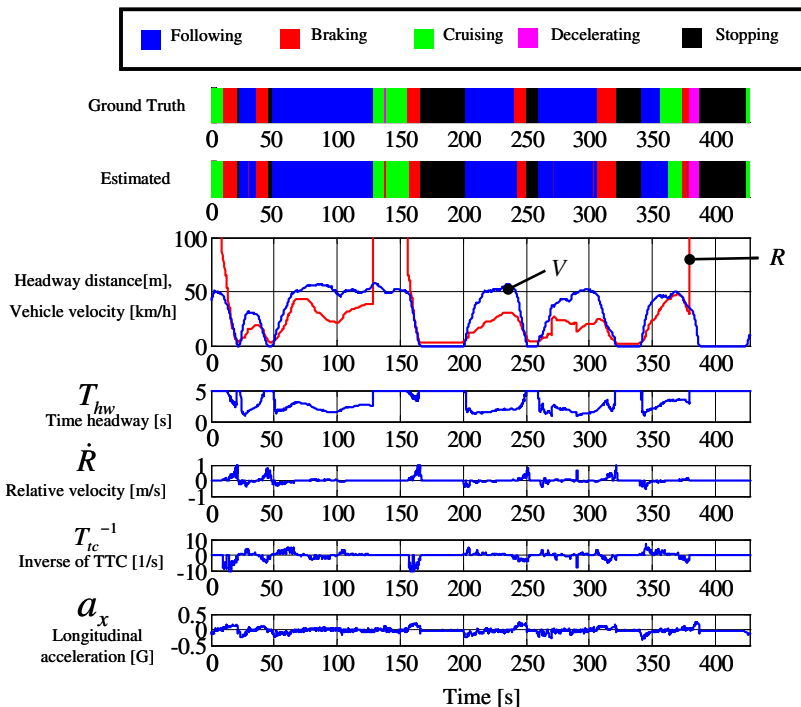 Following Braking Cruising Decelerating Stopping
Ground Truth
0 50 100 150 200 250 300 350 400
Estimated
0 50 100 150 200 250 300 350 400
Headway distance[m],
Vehicle velocity [km/h]
100
50
0
V
R
0 50 100 150 200 250 300 350 400
T_hw
Time headway [s]
5
0
0 50 100 150 200 250 300 350 400
Ṙ
Relative velocity [m/s]
1
0
-1
0 50 100 150 200 250 300 350 400
T_tc^-1
Inverse of TTC [1/s]
10
0
-10
0 50 100 150 200 250 300 350 400
a_x
Longitudinal
acceleration [G]
0.5
0
-0.5
0 50 100 150 200 250 300 350 400
Time [s]